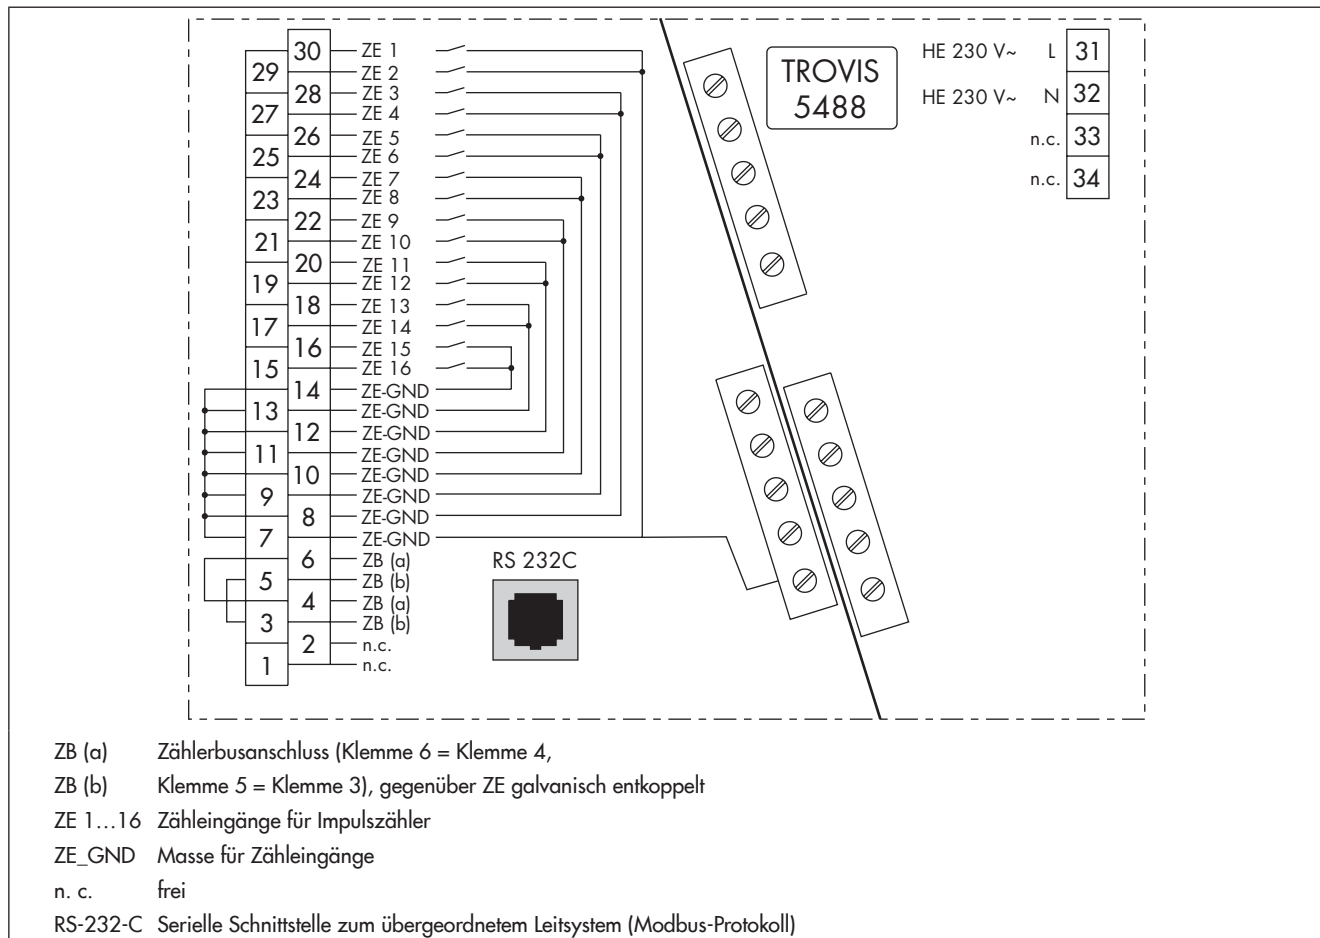 30 ZE 1
29 ZE 2
28 ZE 3
27 ZE 4
26 ZE 5
25 ZE 6
24 ZE 7
23 ZE 8
22 ZE 9
21 ZE 10
20 ZE 11
19 ZE 12
18 ZE 13
17 ZE 14
16 ZE 15
15 ZE 16
14 ZE-GND
13 ZE-GND
12 ZE-GND
11 ZE-GND
10 ZE-GND
9 ZE-GND
8 ZE-GND
7 ZE-GND
6 ZB (a)
5 ZB (b)
4 ZB (a)
3 ZB (b)
2 n.c.
1 n.c.
RS 232C
TROVIS
5488
HE 230 V~ L 31
HE 230 V~ N 32
n.c. 33
n.c. 34
ZB (a) Zählerbusanschluss (Klemme 6 = Klemme 4,
ZB (b) Klemme 5 = Klemme 3), gegenüber ZE galvanisch entkoppelt
ZE 1...16 Zähleingänge für Impulszähler
ZE_GND Masse für Zähleingänge
n. c. frei
RS-232-C Serielle Schnittstelle zum übergeordnetem Leitsystem (Modbus-Protokoll)